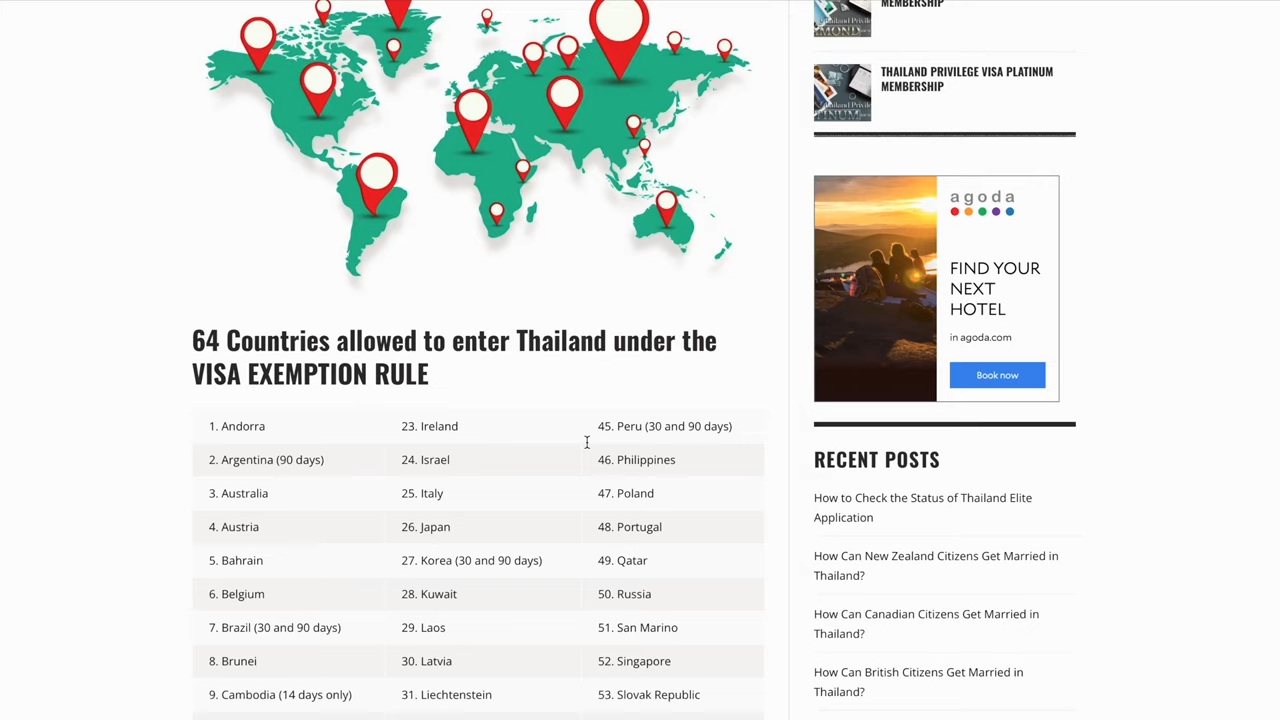 64 Countries allowed to enter Thailand under the
VISA EXEMPTION RULE
1. Andorra
23. Ireland
45. Peru (30 and 90 days)
2. Argentina (90 days)
24. Israel
46. Philippines
3. Australia
25. Italy
47. Poland
4. Austria
26. Japan
48. Portugal
5. Bahrain
27. Korea (30 and 90 days)
49. Qatar
6. Belgium
28. Kuwait
50. Russia
7. Brazil (30 and 90 days)
29. Laos
51. San Marino
8. Brunei
30. Latvia
52. Singapore
9. Cambodia (14 days only)
31. Liechtenstein
53. Slovak Republic
MEMBERSHIP
THAILAND PRIVILEGE VISA PLATINUM
MEMBERSHIP
agoda
FIND YOUR
NEXT
HOTEL
in agoda.com
Book now
RECENT POSTS
How to Check the Status of Thailand Elite
Application
How Can New Zealand Citizens Get Married in
Thailand?
How Can Canadian Citizens Get Married in
Thailand?
How Can British Citizens Get Married in
Thailand?